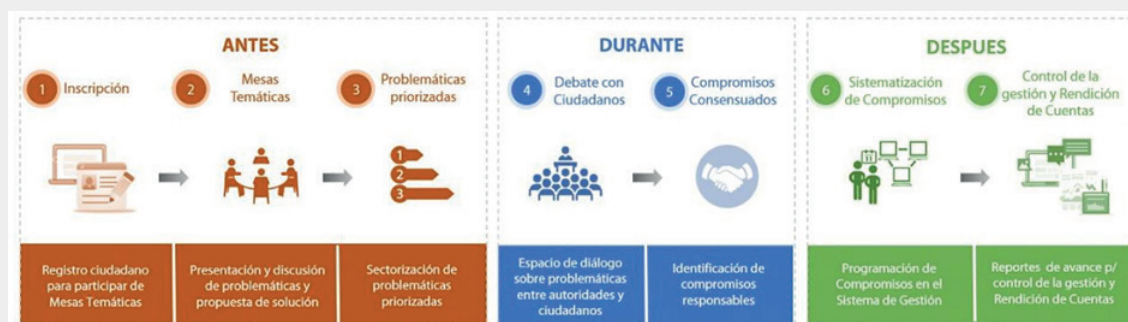 ANTES
1
Inscripción
2
Mesas
Temáticas
3
Problemáticas
priorizadas
1
2
3
Registro ciudadano
para participar de
Mesas Temáticas
Presentación y discusión
de problemáticas y
propuesta de solución
Sectorización de
problemáticas
priorizadas
DURANTE
4
Debate con
Ciudadanos
5
Compromisos
Consensuados
Espacio de diálogo
sobre problemáticas
entre autoridades y
ciudadanos
Identificación de
compromisos
responsables
DESPUES
6
Sistematización
de Compromisos
7
Control de la
gestión y Rendición
de Cuentas
Programación de
Compromisos en el
Sistema de Gestión
Reportes de avance p/
control de la gestión y
Rendición de Cuentas